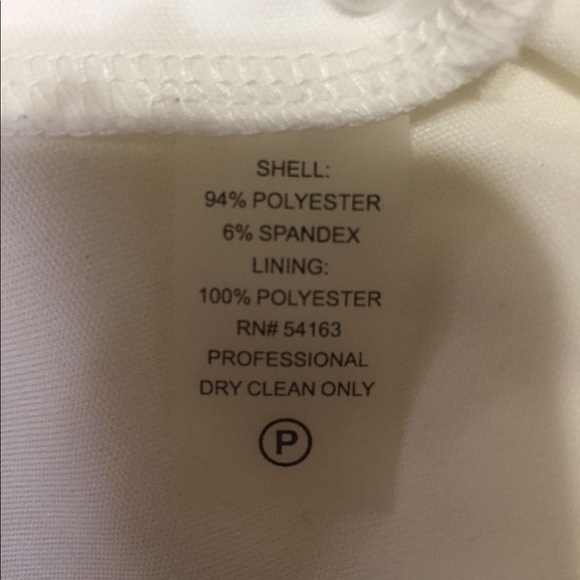 SHELL:
94% POLYESTER
6% SPANDEX
LINING:
100% POLYESTER
RN# 54163
PROFESSIONAL
DRY CLEAN ONLY
P